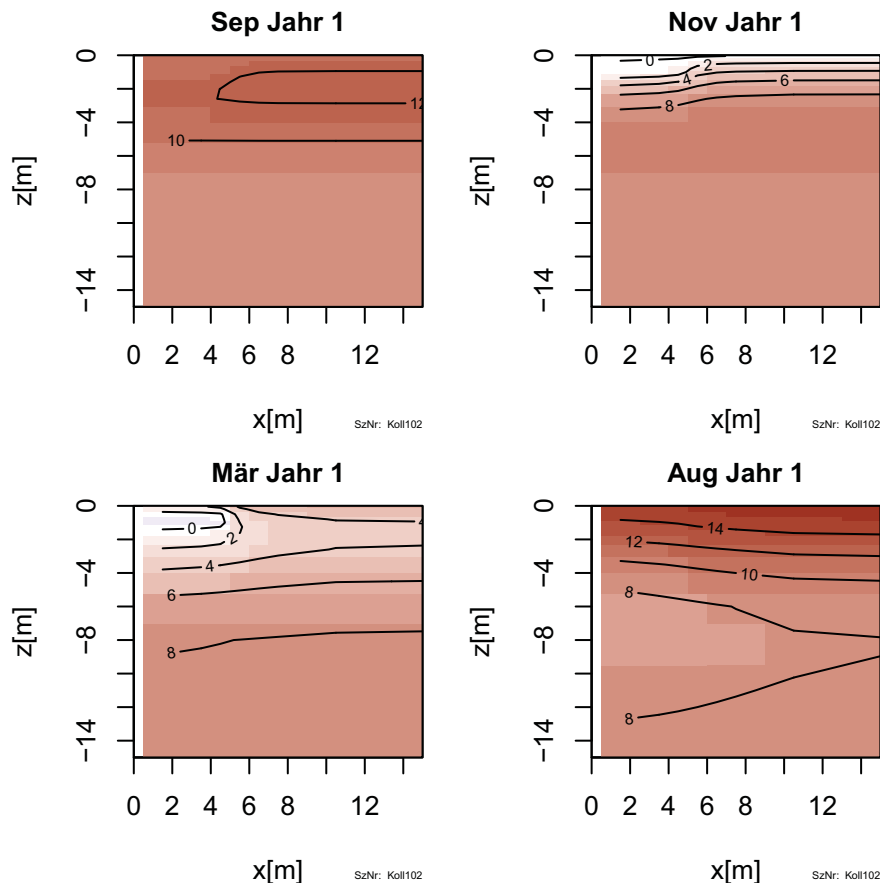 Sep Jahr 1
Nov Jahr 1
0
−4
−8
−14
z[m]
10
12
0 2 4 6 8 12
x[m]
SzNr: Koll102
0
−4
−8
−14
z[m]
0
2
4
6
8
0 2 4 6 8 12
x[m]
SzNr: Koll102
Mär Jahr 1
Aug Jahr 1
0
−4
−8
−14
z[m]
0
2
4
4
6
8
0 2 4 6 8 12
x[m]
SzNr: Koll102
0
−4
−8
−14
z[m]
14
12
10
8
8
0 2 4 6 8 12
x[m]
SzNr: Koll102